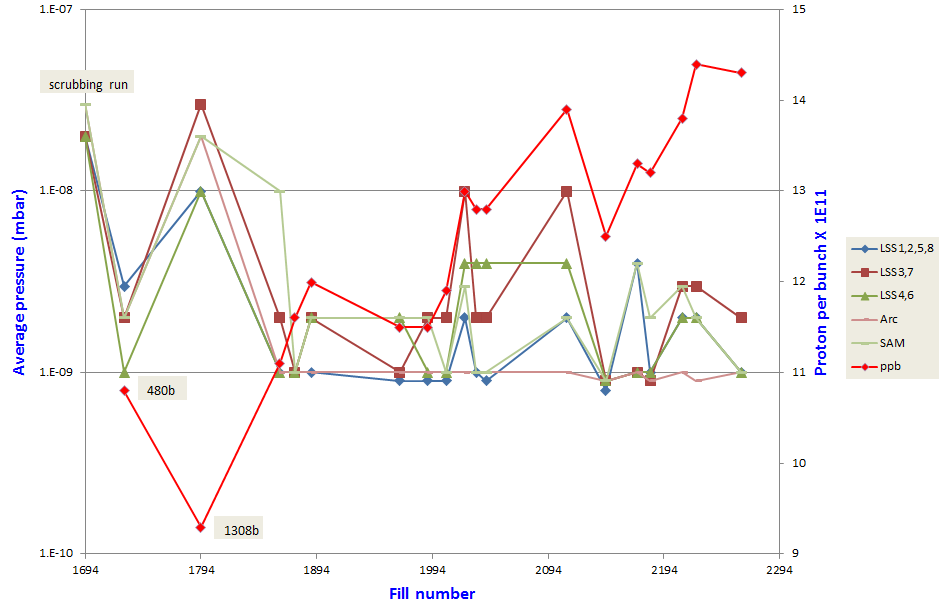 1.E-07
1.E-08
1.E-09
1.E-10
Average pressure (mbar)
scrubbing run
480b
1308b
1694
1794
1894
1994
2094
2194
2294
Fill number
15
14
13
12
11
10
9
Proton per bunch X 1E11
LSS1,2,5,8
LSS3,7
LSS4,6
Arc
SAM
ppb